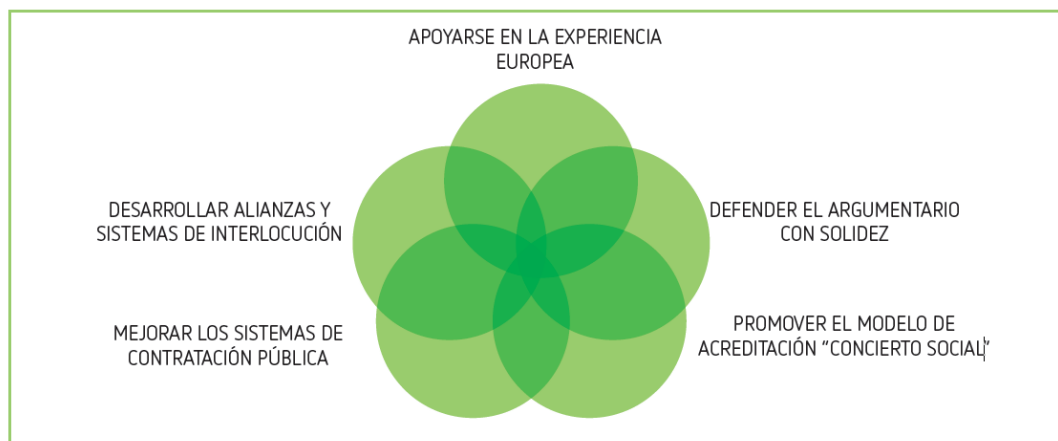 APOYARSE EN LA EXPERIENCIA
EUROPEA
DESARROLLAR ALIANZAS Y
SISTEMAS DE INTERLOCUCIÓN
DEFENDER EL ARGUMENTARIO
CON SOLIDEZ
MEJORAR LOS SISTEMAS DE
CONTRATACIÓN PÚBLICA
PROMOVER EL MODELO DE
ACREDITACIÓN “CONCIERTO SOCIAL”